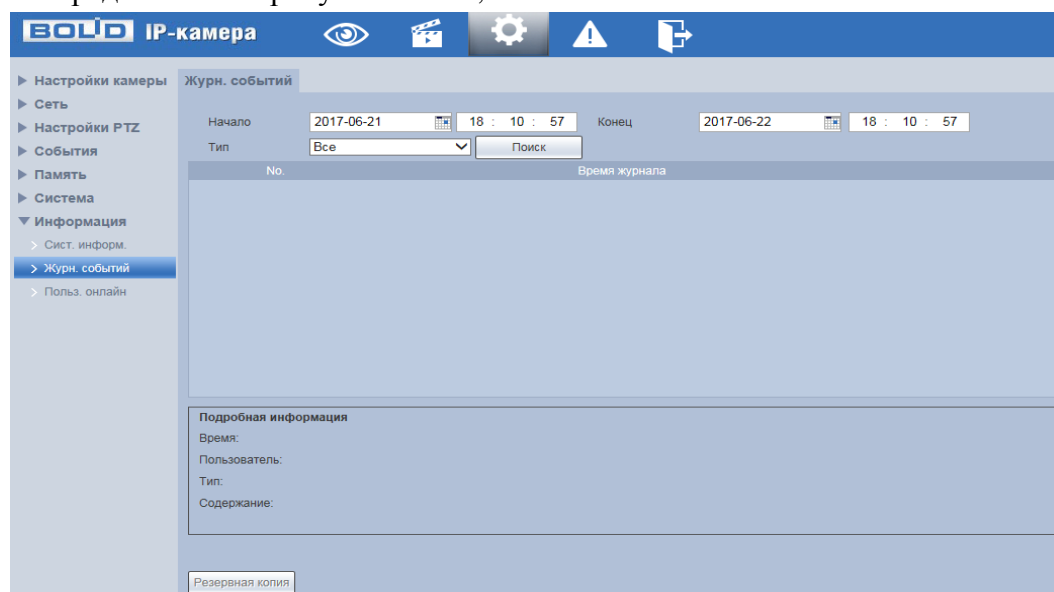 BOLID IP-камера
Настройки камеры
Сеть
Настройки PTZ
События
Память
Система
Информация
Сист. информ.
Журн. событий
Польз. онлайн
Журн. событий
Начало 2017-06-21 18 : 10 : 57 Конец 2017-06-22 18 : 10 : 57
Тип Все Поиск
No. Время журнала
Подробная информация
Время:
Пользователь:
Тип:
Содержание:
Резервная копия